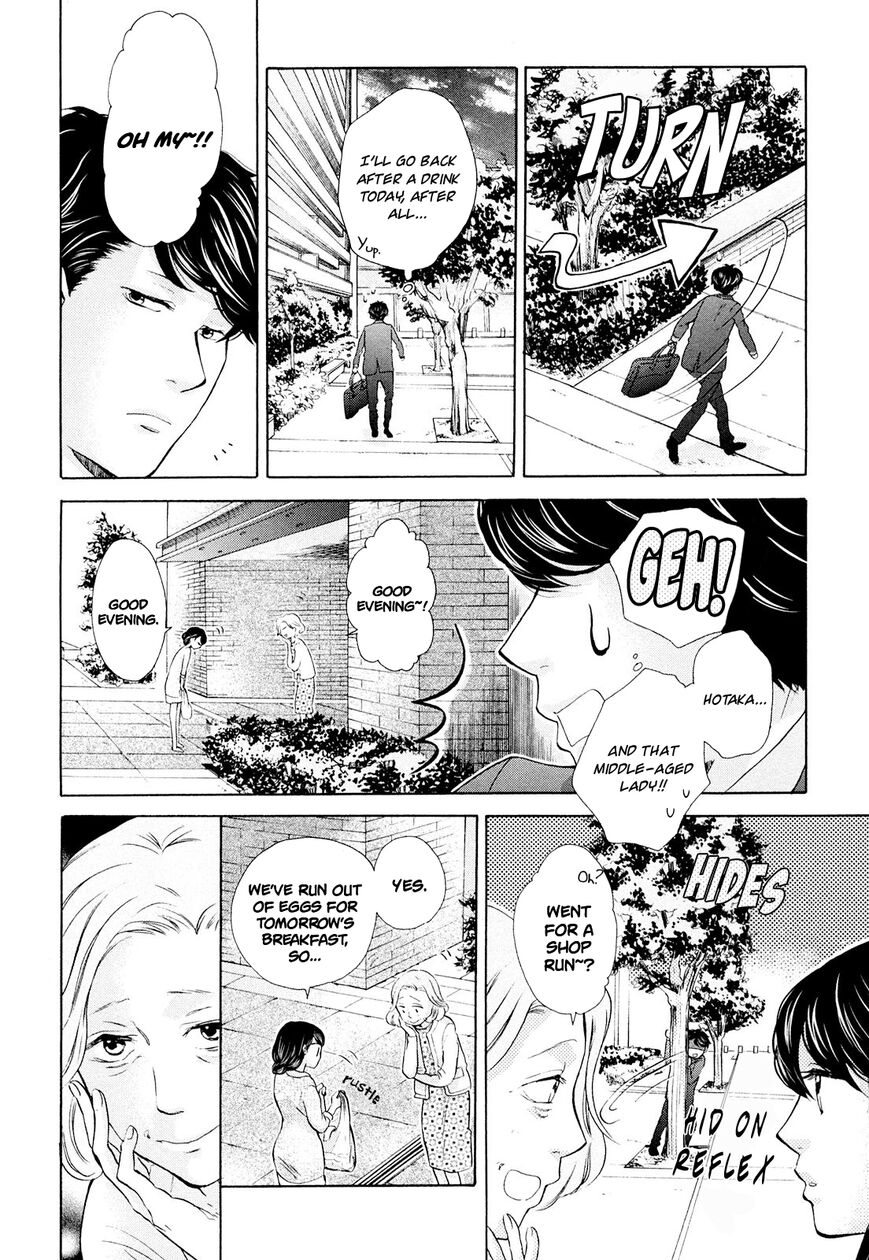 TURN
I'LL GO BACK
AFTER A DRINK
TODAY, AFTER
ALL...
Yup.
OH MY~!!
GEH!
HOTAKA...
AND THAT
MIDDLE-AGED
LADY!!
GOOD
EVENING~!
GOOD
EVENING.
HIDES
Oh?
WENT
FOR A
SHOP
RUN~?
HID ON
REFLEX
YES.
WE'VE RUN OUT
OF EGGS FOR
TOMORROW'S
BREAKFAST,
SO...
rustle